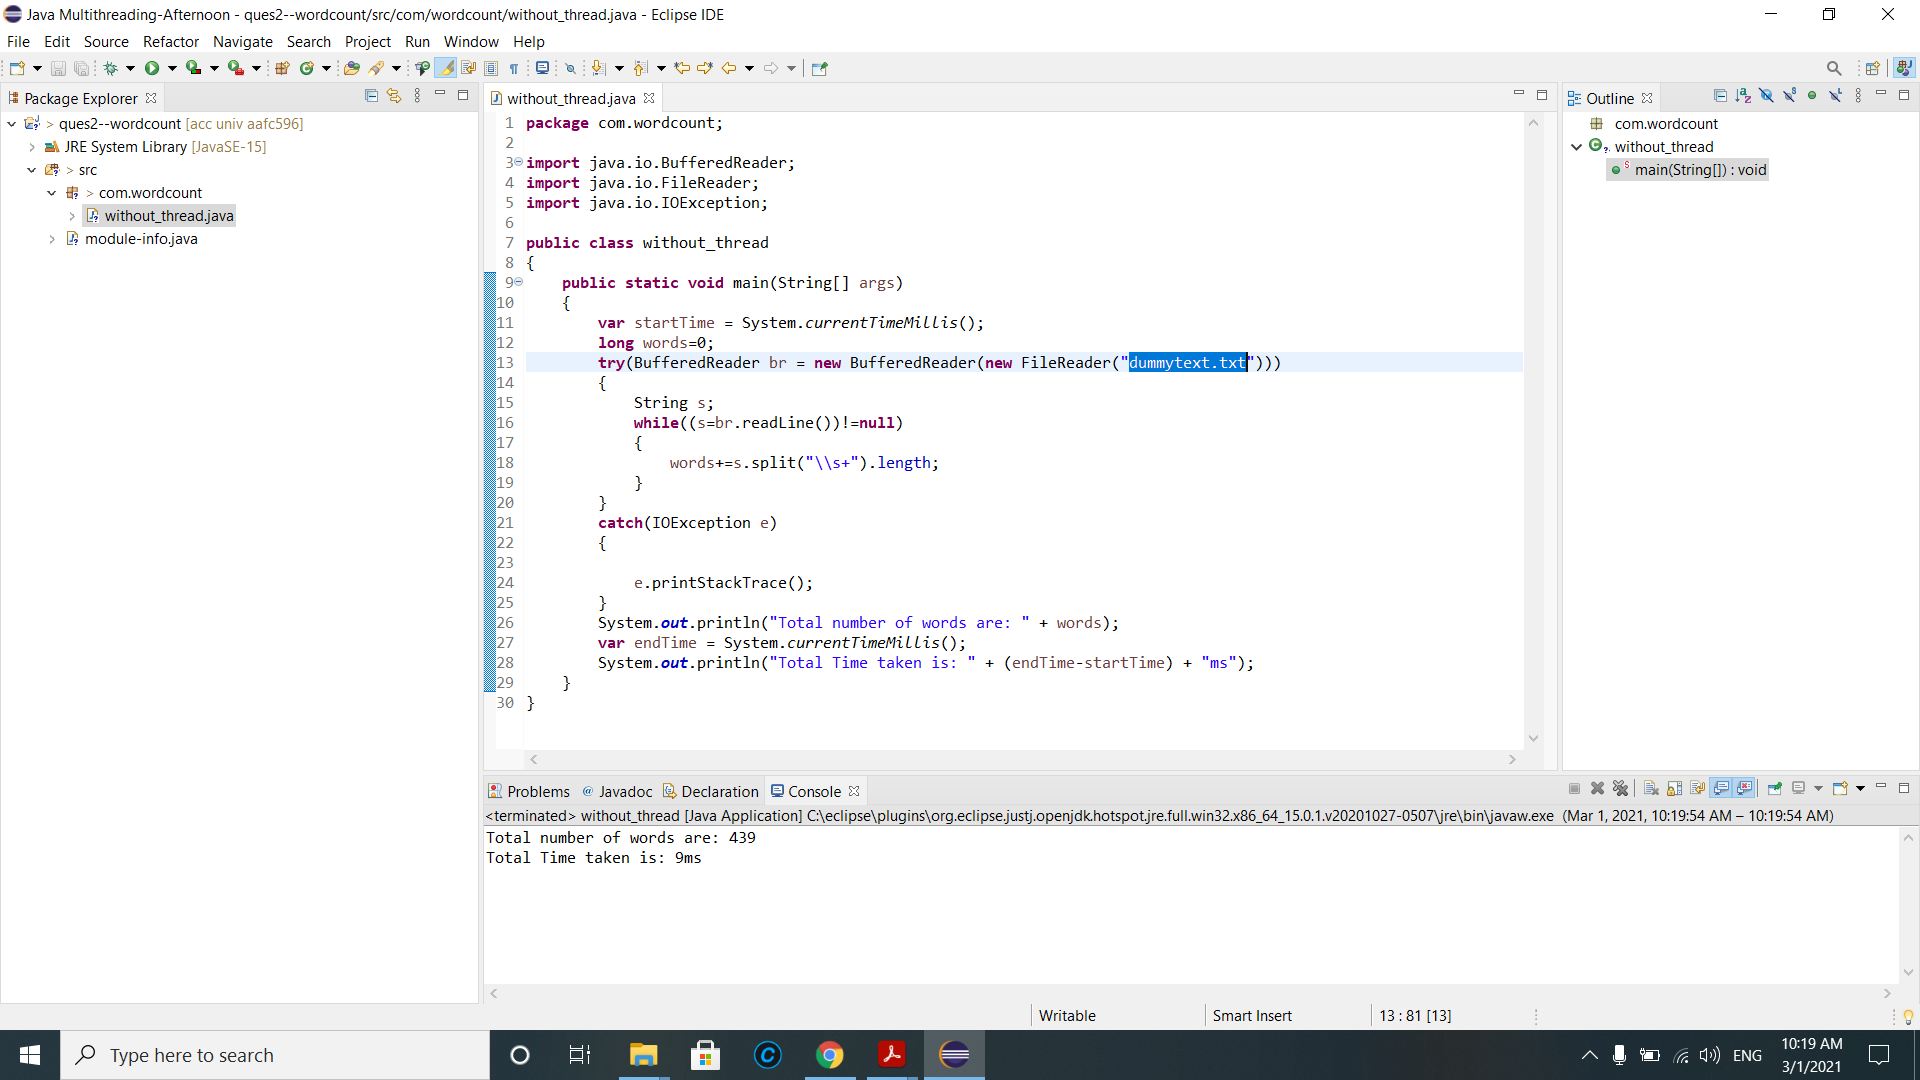 Java Multithreading-Afternoon - ques2--wordcount/src/com/wordcount/without_thread.java - Eclipse IDE
File Edit Source Refactor Navigate Search Project Run Window Help
Package Explorer
> ques2--wordcount [acc univ aafc596]
JRE System Library [JavaSE-15]
> src
> com.wordcount
without_thread.java
module-info.java
without_thread.java
1 package com.wordcount;
2
3 import java.io.BufferedReader;
4 import java.io.FileReader;
5 import java.io.IOException;
6
7 public class without_thread
8 {
9 public static void main(String[] args)
10 {
11 var startTime = System.currentTimeMillis();
12 long words=0;
13 try(BufferedReader br = new BufferedReader(new FileReader("dummytext.txt")))
14 {
15 String s;
16 while((s=br.readLine())!=null)
17 {
18 words+=s.split("\\s+").length;
19 }
20 }
21 catch(IOException e)
22 {
23
24 e.printStackTrace();
25 }
26 System.out.println("Total number of words are: " + words);
27 var endTime = System.currentTimeMillis();
28 System.out.println("Total Time taken is: " + (endTime-startTime) + "ms");
29 }
30 }
Outline
com.wordcount
without_thread
main(String[]) : void
Problems @ Javadoc Declaration Console
<terminated> without_thread [Java Application] C:\eclipse\plugins\org.eclipse.justj.openjdk.hotspot.jre.full.win32.x86_64_15.0.1.v20201027-0507\jre\bin\javaw.exe (Mar 1, 2021, 10:19:54 AM – 10:19:54 AM)
Total number of words are: 439
Total Time taken is: 9ms
Writable Smart Insert 13 : 81 [13]
Type here to search
ENG
10:19 AM
3/1/2021